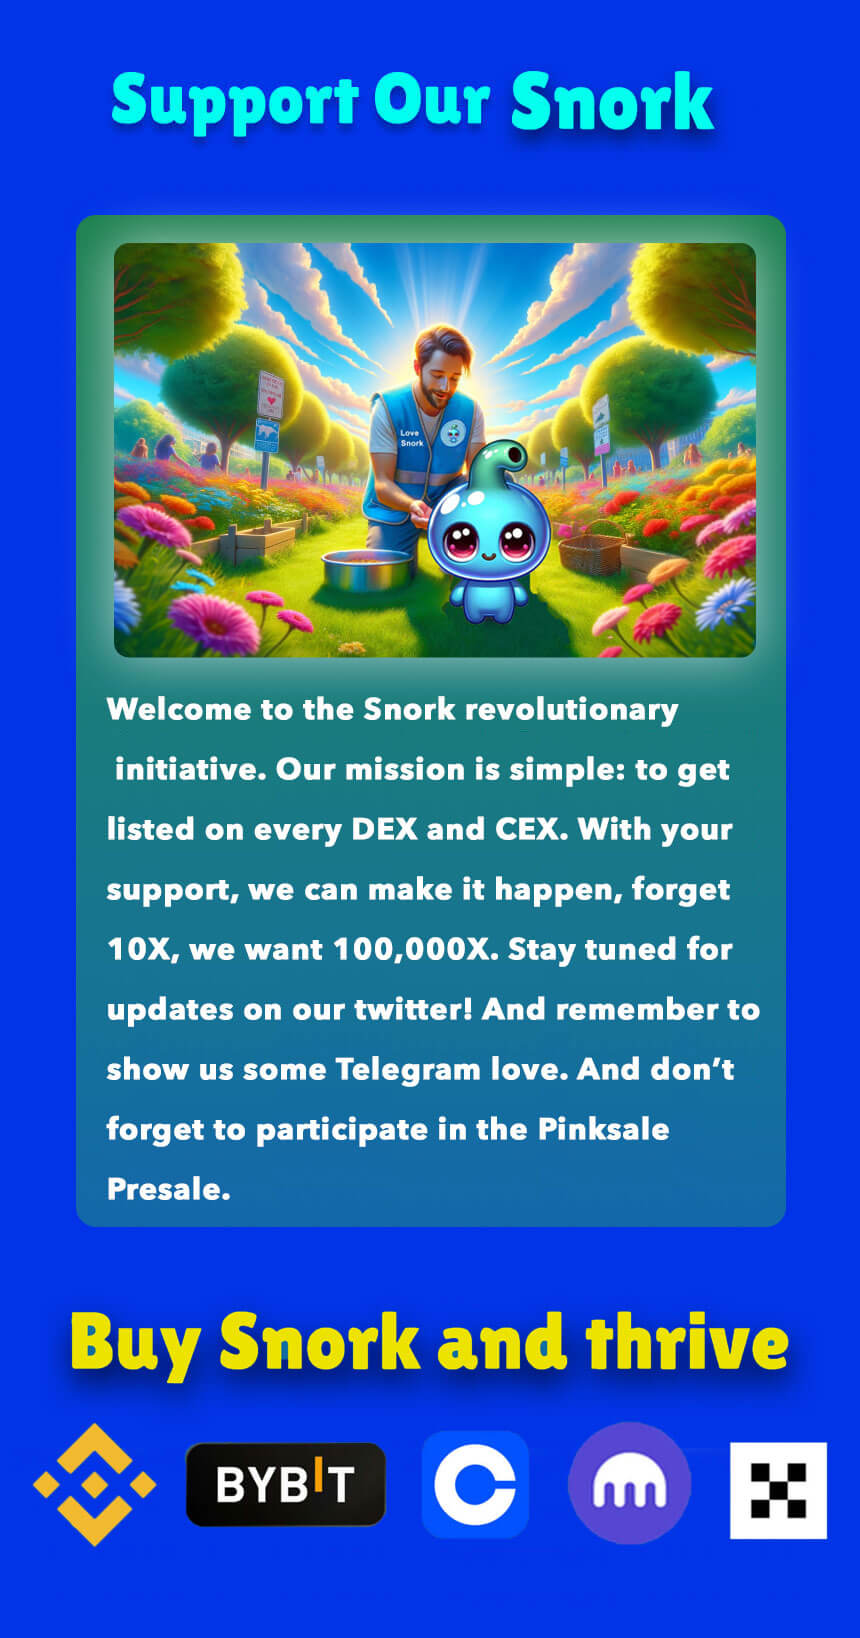 Support Our Snork
Love
Snork
Welcome to the Snork revolutionary
initiative. Our mission is simple: to get
listed on every DEX and CEX. With your
support, we can make it happen, forget
10X, we want 100,000X. Stay tuned for
updates on our twitter! And remember to
show us some Telegram love. And don’t
forget to participate in the Pinksale
Presale.
Buy Snork and thrive
BYBIT